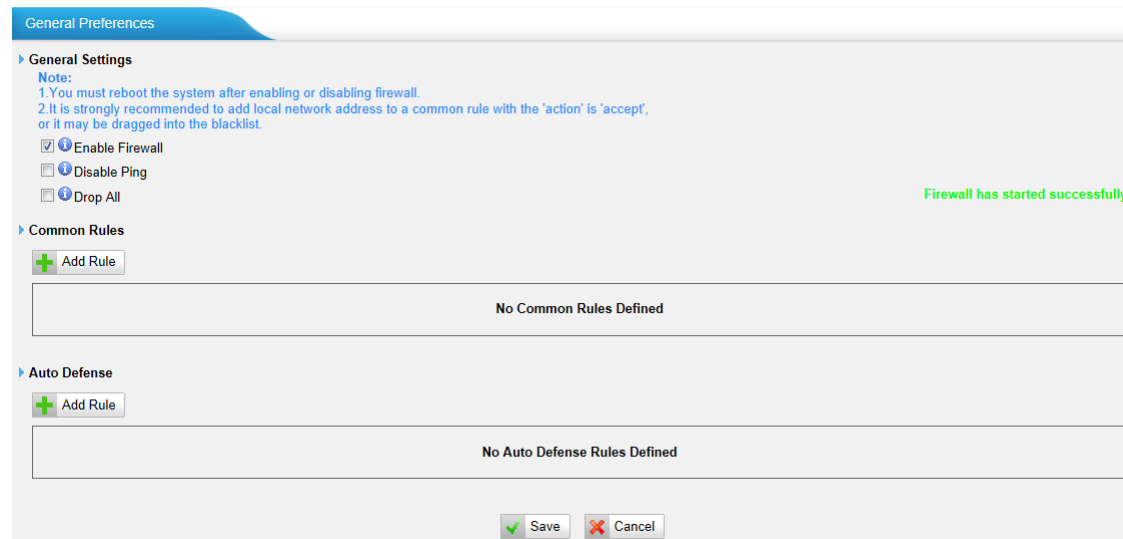 General Preferences
General Settings
Note:
1.You must reboot the system after enabling or disabling firewall.
2.It is strongly recommended to add local network address to a common rule with the 'action' is 'accept',
or it may be dragged into the blacklist.
Enable Firewall
Disable Ping
Drop All
Firewall has started successfully
Common Rules
Add Rule
No Common Rules Defined
Auto Defense
Add Rule
No Auto Defense Rules Defined
Save Cancel